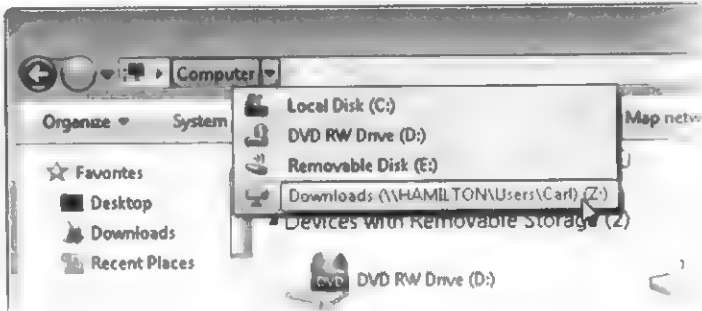 Computer
Organize System Map netw
Local Disk (C:)
DVD RW Drive (D:)
Removable Disk (E:)
Downloads (\\HAMILTON\Users\Carl) (Z:)
Favorites
Desktop
Downloads
Recent Places
Devices with Removable Storage (2)
DVD
DVD RW Drive (D:)